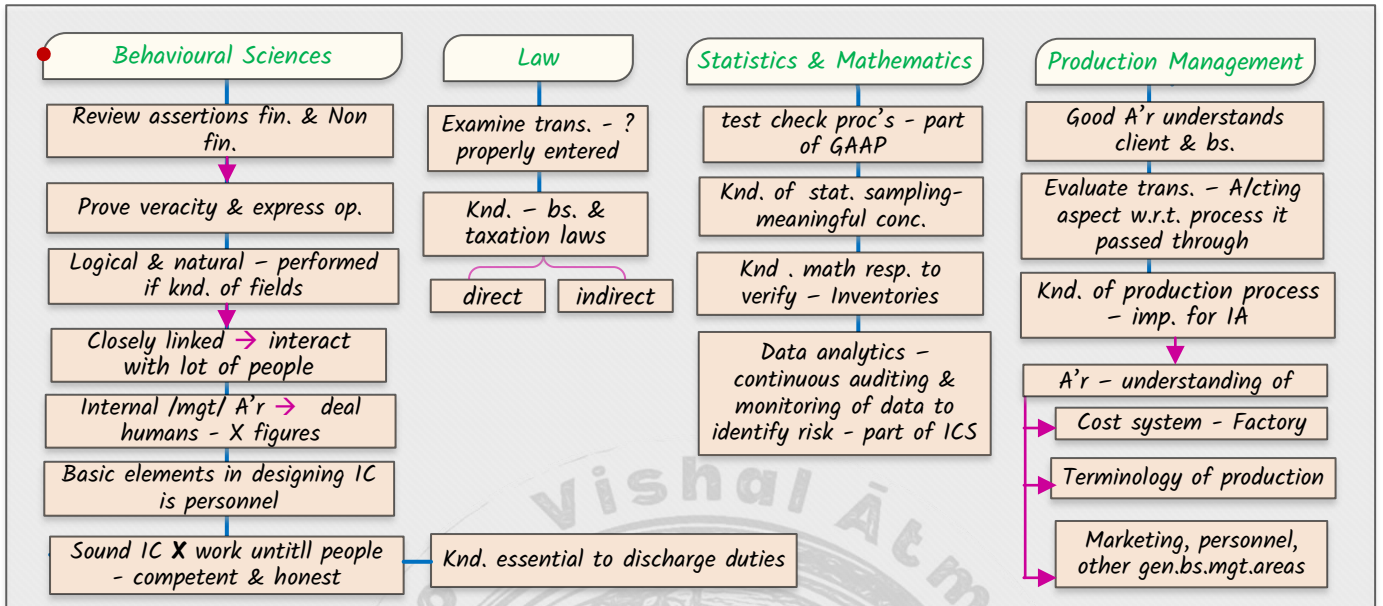 Behavioural Sciences
Review assertions fin. & Non
fin.
Prove veracity & express op.
Logical & natural – performed
if knd. of fields
Closely linked → interact
with lot of people
Internal /mgt/ A'r → deal
humans - X figures
Basic elements in designing IC
is personnel
Sound IC X work untitll people
- competent & honest
Knd. essential to discharge duties
Law
Examine trans. - ?
properly entered
Knd. – bs. &
taxation laws
direct
indirect
Statistics & Mathematics
test check proc's - part
of GAAP
Knd. of stat. sampling-
meaningful conc.
Knd . math resp. to
verify – Inventories
Data analytics –
continuous auditing &
monitoring of data to
identify risk - part of ICS
Production Management
Good A'r understands
client & bs.
Evaluate trans. – A/cting
aspect w.r.t. process it
passed through
Knd. of production process
– imp. for IA
A'r – understanding of
Cost system - Factory
Terminology of production
Marketing, personnel,
other gen.bs.mgt.areas
Vishal Ātm